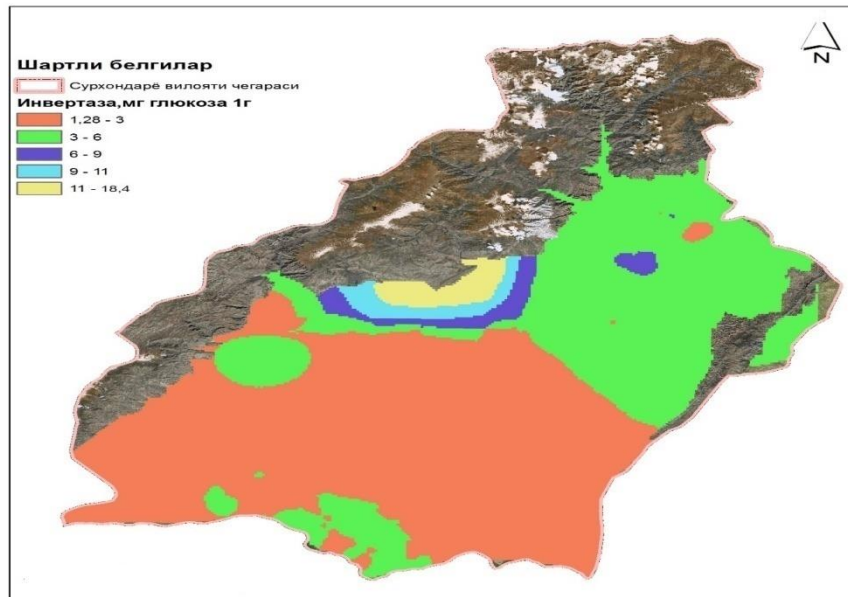 N
Шартли белгилар
Сурхондарё вилояти чегараси
Инвертаза,мг глюкоза 1г
1,28 - 3
3 - 6
6 - 9
9 - 11
11 - 18,4